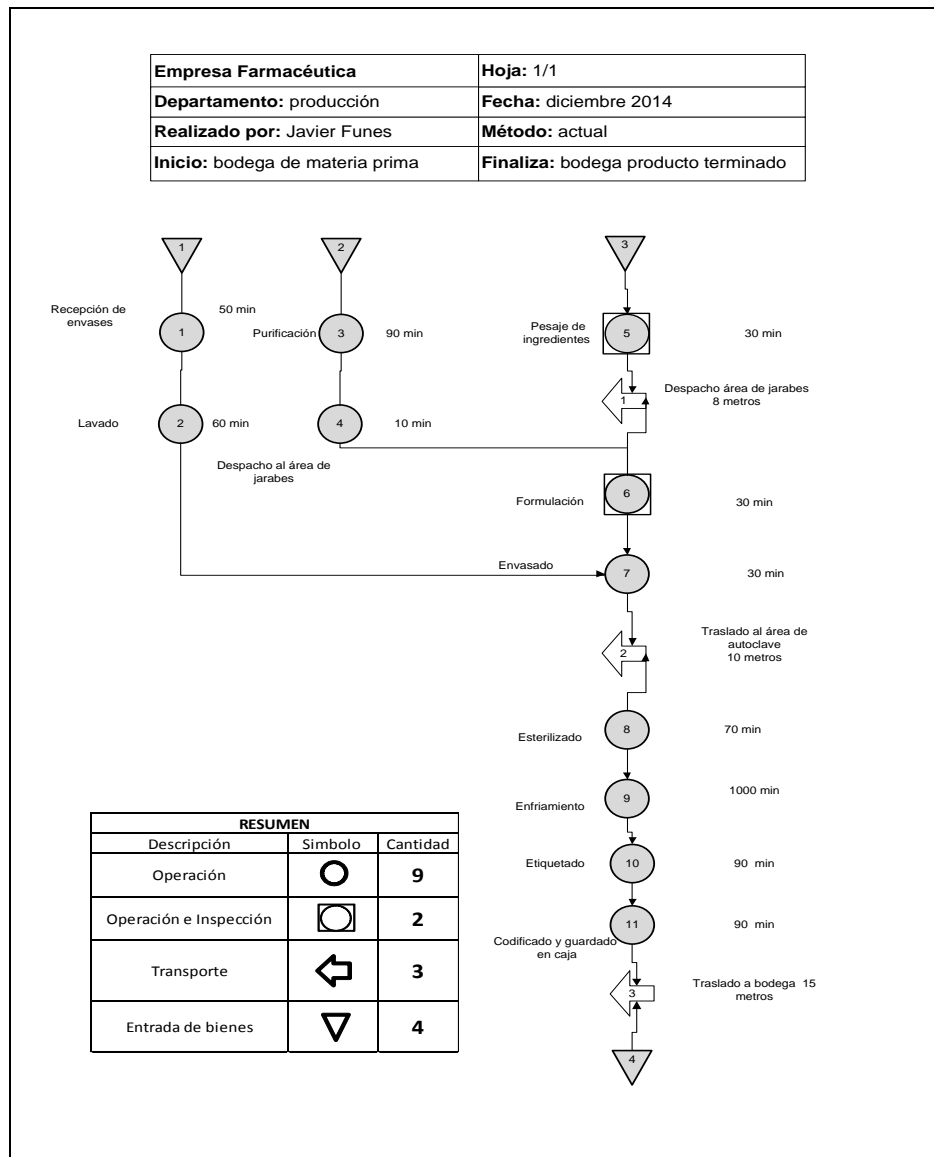 Empresa Farmacéutica
Hoja: 1/1
Departamento: producción
Fecha: diciembre 2014
Realizado por: Javier Funes
Método: actual
Inicio: bodega de materia prima
Finaliza: bodega producto terminado
1
2
3
Recepción de
envases
1
50 min
Purificación
3
90 min
Pesaje de
ingredientes
5
30 min
1
Despacho área de jarabes
8 metros
Lavado
2
60 min
4
10 min
Despacho al área de
jarabes
Formulación
6
30 min
Envasado
7
30 min
2
Traslado al área de
autoclave
10 metros
Esterilizado
8
70 min
Enfriamiento
9
1000 min
Etiquetado
10
90 min
Codificado y guardado
en caja
11
90 min
3
Traslado a bodega 15
metros
4
RESUMEN
Descripción
Simbolo
Cantidad
Operación
9
Operación e Inspección
2
Transporte
3
Entrada de bienes
4